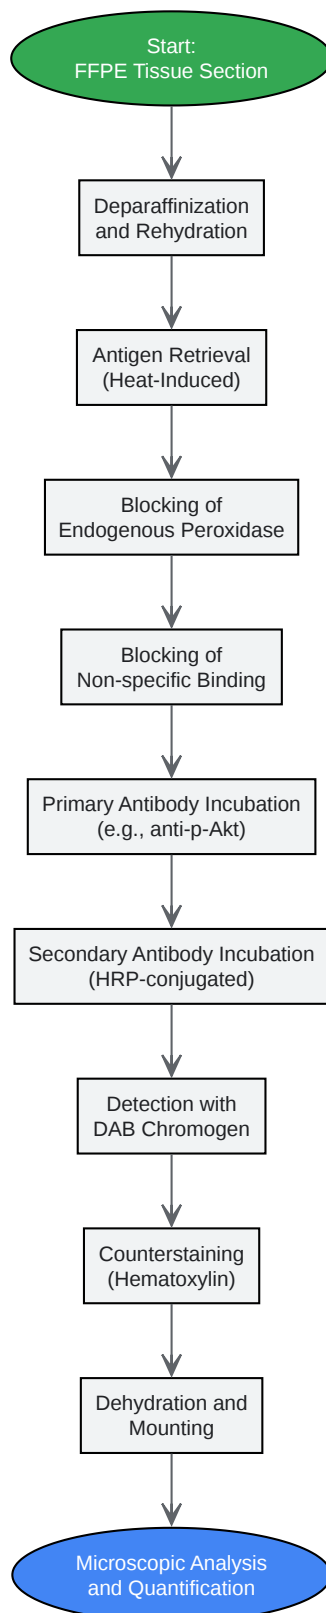 Start:
FFPE Tissue Section
Deparaffinization
and Rehydration
Antigen Retrieval
(Heat-Induced)
Blocking of
Endogenous Peroxidase
Blocking of
Non-specific Binding
Primary Antibody Incubation
(e.g., anti-p-Akt)
Secondary Antibody Incubation
(HRP-conjugated)
Detection with
DAB Chromogen
Counterstaining
(Hematoxylin)
Dehydration and
Mounting
Microscopic Analysis
and Quantification